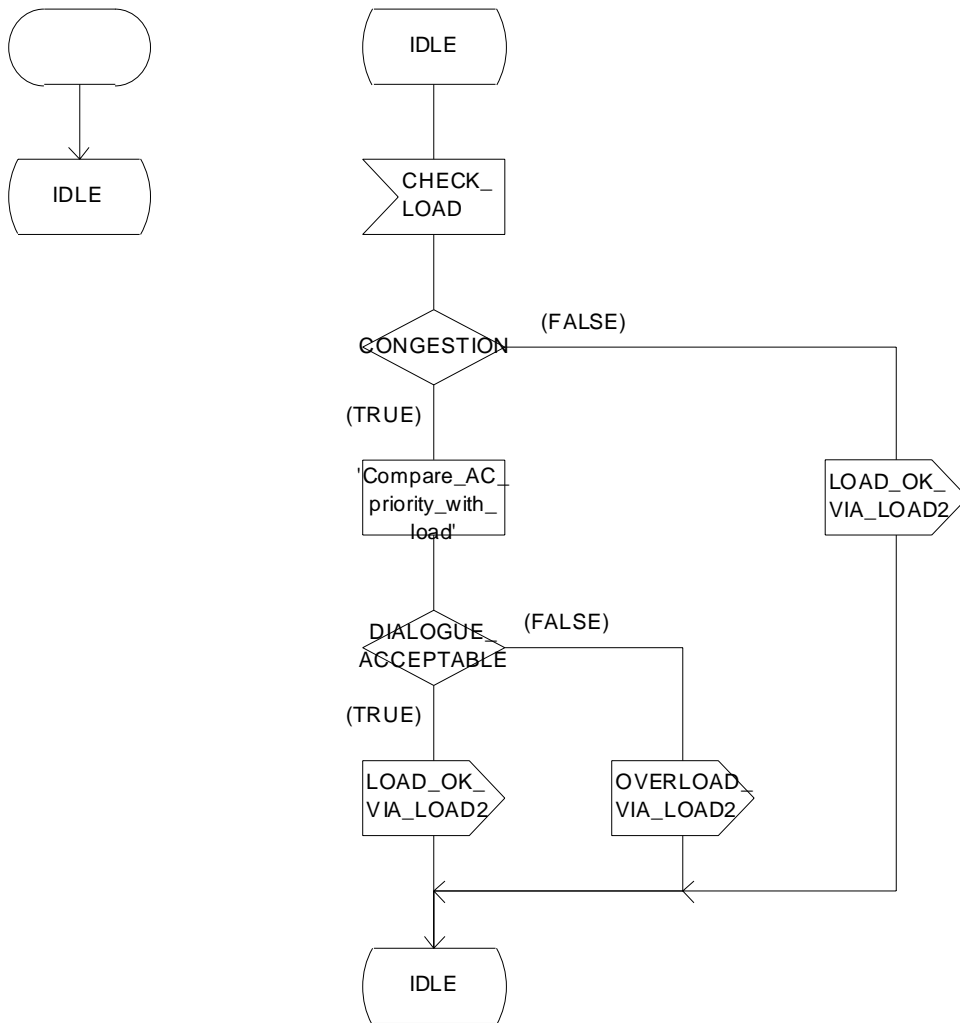 IDLE
IDLE
CHECK_
LOAD
CONGESTION
(FALSE)
(TRUE)
'Compare_AC_
priority_with_
load'
LOAD_OK_
VIA_LOAD2
DIALOGUE_
ACCEPTABLE
(FALSE)
(TRUE)
LOAD_OK_
VIA_LOAD2
OVERLOAD_
VIA_LOAD2
IDLE